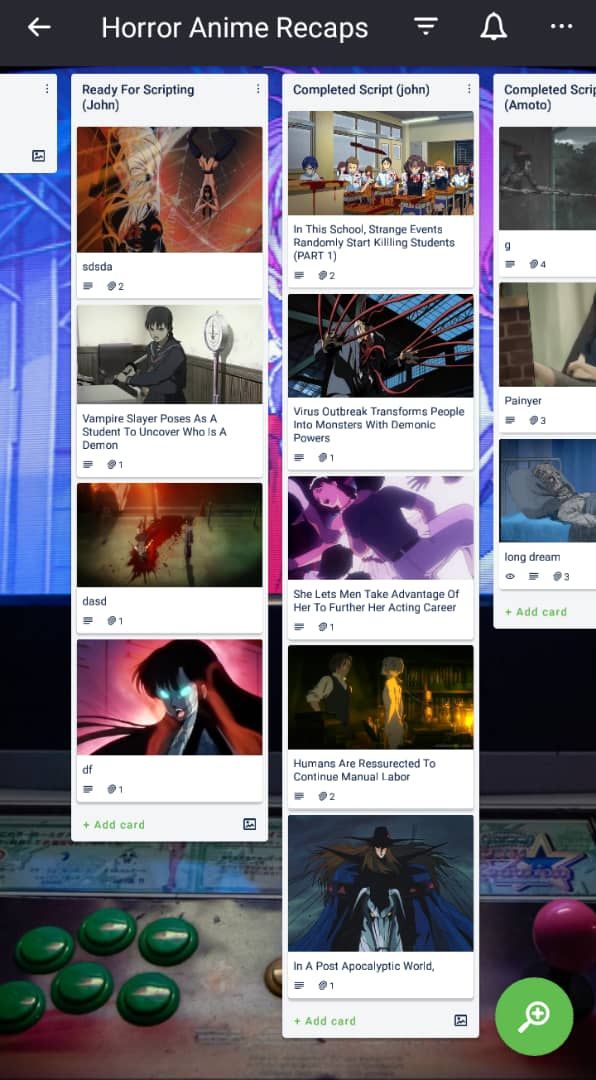 Horror Anime Recaps
Ready For Scripting
(John)
sdsda
2
Vampire Slayer Poses As A
Student To Uncover Who Is A
Demon
1
dasd
1
df
1
+ Add card
Completed Script (john)
In This School, Strange Events
Randomly Start Killling Students
(PART 1)
2
Virus Outbreak Transforms People
Into Monsters With Demonic
Powers
1
She Lets Men Take Advantage Of
Her To Further Her Acting Career
1
Humans Are Ressurected To
Continue Manual Labor
2
In A Post Apocalyptic World,
1
+ Add card
Completed Scrip
(Amoto)
g
4
Painyer
3
long dream
3
+ Add card